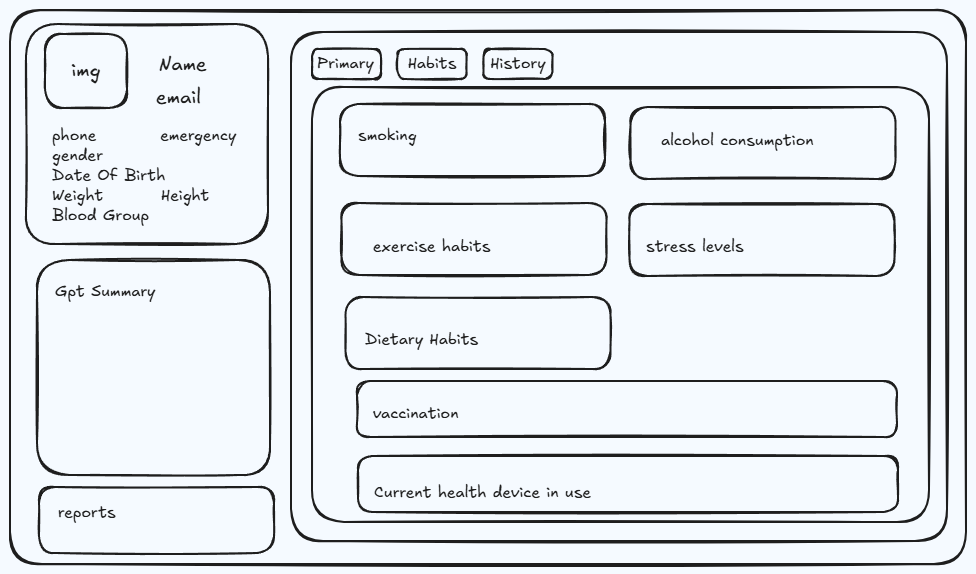 img
Name
email
phone emergency
gender
Date Of Birth
Weight Height
Blood Group
Gpt Summary
reports
Primary Habits History
smoking
alcohol consumption
exercise habits
stress levels
Dietary Habits
vaccination
Current health device in use